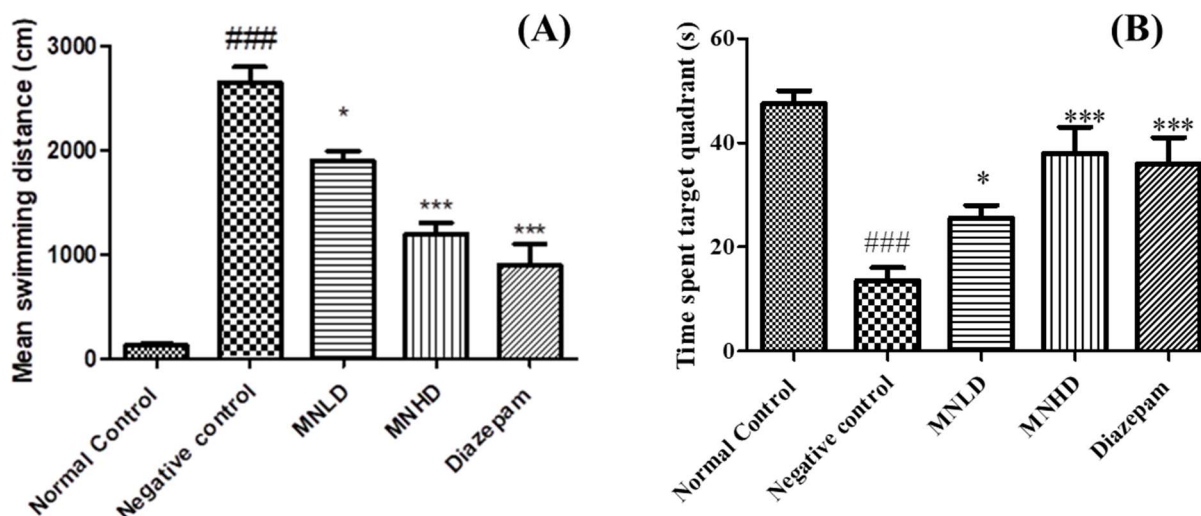 (A)
Mean swimming distance (cm)
3000
2000
1000
0
###
*
***
***
Normal Control
Negative control
MNLD
MNHD
Diazepam
(B)
Time spent target quadrant (s)
60
40
20
0
###
*
***
***
Normal Control
Negative control
MNLD
MNHD
Diazepam